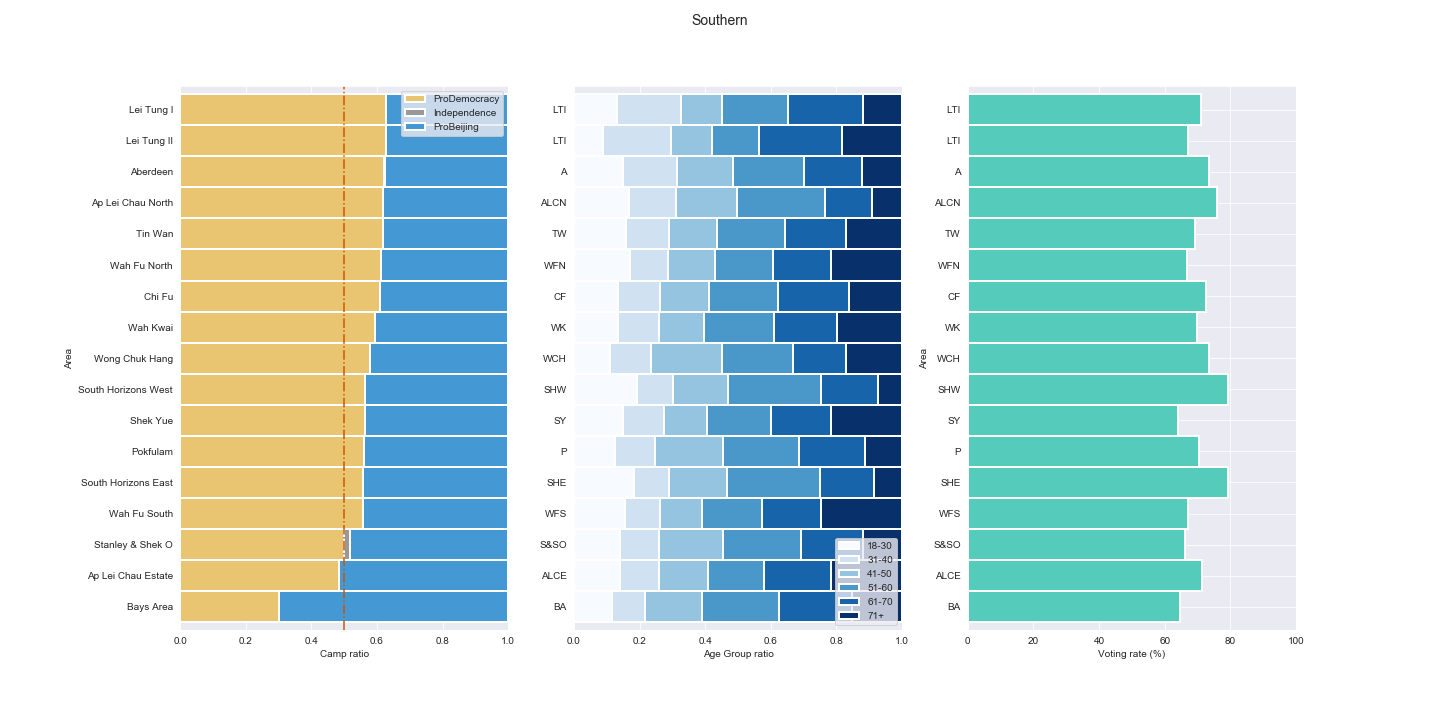 Southern
Area
Lei Tung I
Lei Tung II
Aberdeen
Ap Lei Chau North
Tin Wan
Wah Fu North
Chi Fu
Wah Kwai
Wong Chuk Hang
South Horizons West
Shek Yue
Pokfulam
South Horizons East
Wah Fu South
Stanley & Shek O
Ap Lei Chau Estate
Bays Area
ProDemocracy
Independence
ProBeijing
0.0 0.2 0.4 0.6 0.8 1.0
Camp ratio
LTI
LTI
A
ALCN
TW
WFN
CF
WK
WCH
SHW
SY
P
SHE
WFS
S&SO
ALCE
BA
18-30
31-40
41-50
51-60
61-70
71+
0.0 0.2 0.4 0.6 0.8 1.0
Age Group ratio
Area
LTI
LTI
A
ALCN
TW
WFN
CF
WK
WCH
SHW
SY
P
SHE
WFS
S&SO
ALCE
BA
0 20 40 60 80 100
Voting rate (%)